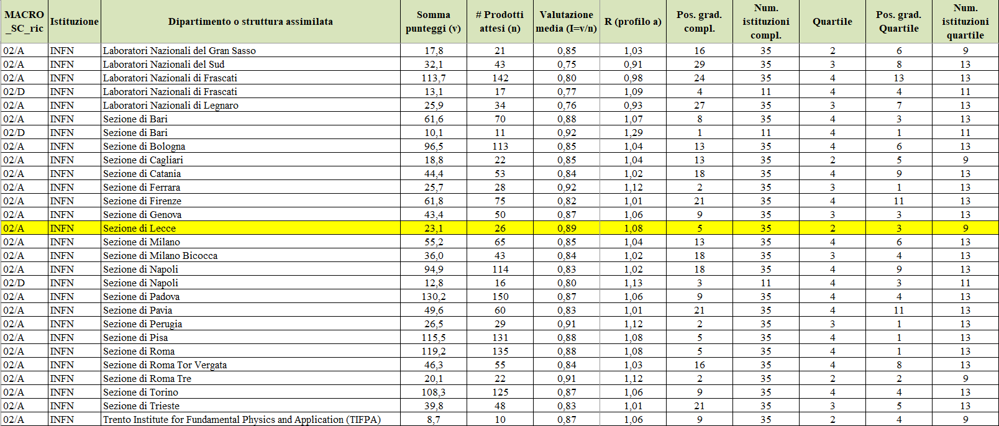 MACRO_SC_ric Istituzione Dipartimento o struttura assimilata Somma punteggi (v) # Prodotti attesi (n) Valutazione media (I=v/n) R (profilo a) Pos. grad. compl. Num. istituzioni compl. Quartile Pos. grad. Quartile Num. istituzioni quartile
02/A INFN Laboratori Nazionali del Gran Sasso 17,8 21 0,85 1,03 16 35 2 6 9
02/A INFN Laboratori Nazionali del Sud 32,1 43 0,75 0,91 29 35 3 8 13
02/A INFN Laboratori Nazionali di Frascati 113,7 142 0,80 0,98 24 35 4 13 13
02/D INFN Laboratori Nazionali di Frascati 13,1 17 0,77 1,09 4 11 4 4 11
02/A INFN Laboratori Nazionali di Legnaro 25,9 34 0,76 0,93 27 35 3 7 13
02/A INFN Sezione di Bari 61,6 70 0,88 1,07 8 35 4 3 13
02/D INFN Sezione di Bari 10,1 11 0,92 1,29 1 11 4 1 11
02/A INFN Sezione di Bologna 96,5 113 0,85 1,04 13 35 4 6 13
02/A INFN Sezione di Cagliari 18,8 22 0,85 1,04 13 35 2 5 9
02/A INFN Sezione di Catania 44,4 53 0,84 1,02 18 35 4 9 13
02/A INFN Sezione di Ferrara 25,7 28 0,92 1,12 2 35 3 1 13
02/A INFN Sezione di Firenze 61,8 75 0,82 1,01 21 35 4 11 13
02/A INFN Sezione di Genova 43,4 50 0,87 1,06 9 35 3 3 13
02/A INFN Sezione di Lecce 23,1 26 0,89 1,08 5 35 2 3 9
02/A INFN Sezione di Milano 55,2 65 0,85 1,04 13 35 4 6 13
02/A INFN Sezione di Milano Bicocca 36,0 43 0,84 1,02 18 35 3 4 13
02/A INFN Sezione di Napoli 94,9 114 0,83 1,02 18 35 4 9 13
02/D INFN Sezione di Napoli 12,8 16 0,80 1,13 3 11 4 3 11
02/A INFN Sezione di Padova 130,2 150 0,87 1,06 9 35 4 4 13
02/A INFN Sezione di Pavia 49,6 60 0,83 1,01 21 35 4 11 13
02/A INFN Sezione di Perugia 26,5 29 0,91 1,12 2 35 3 1 13
02/A INFN Sezione di Pisa 115,5 131 0,88 1,08 5 35 4 1 13
02/A INFN Sezione di Roma 119,2 135 0,88 1,08 5 35 4 1 13
02/A INFN Sezione di Roma Tor Vergata 46,3 55 0,84 1,03 16 35 4 8 13
02/A INFN Sezione di Roma Tre 20,1 22 0,91 1,12 2 35 2 2 9
02/A INFN Sezione di Torino 108,3 125 0,87 1,06 9 35 4 4 13
02/A INFN Sezione di Trieste 39,8 48 0,83 1,01 21 35 3 5 13
02/A INFN Trento Institute for Fundamental Physics and Application (TIFPA) 8,7 10 0,87 1,06 9 35 2 4 9